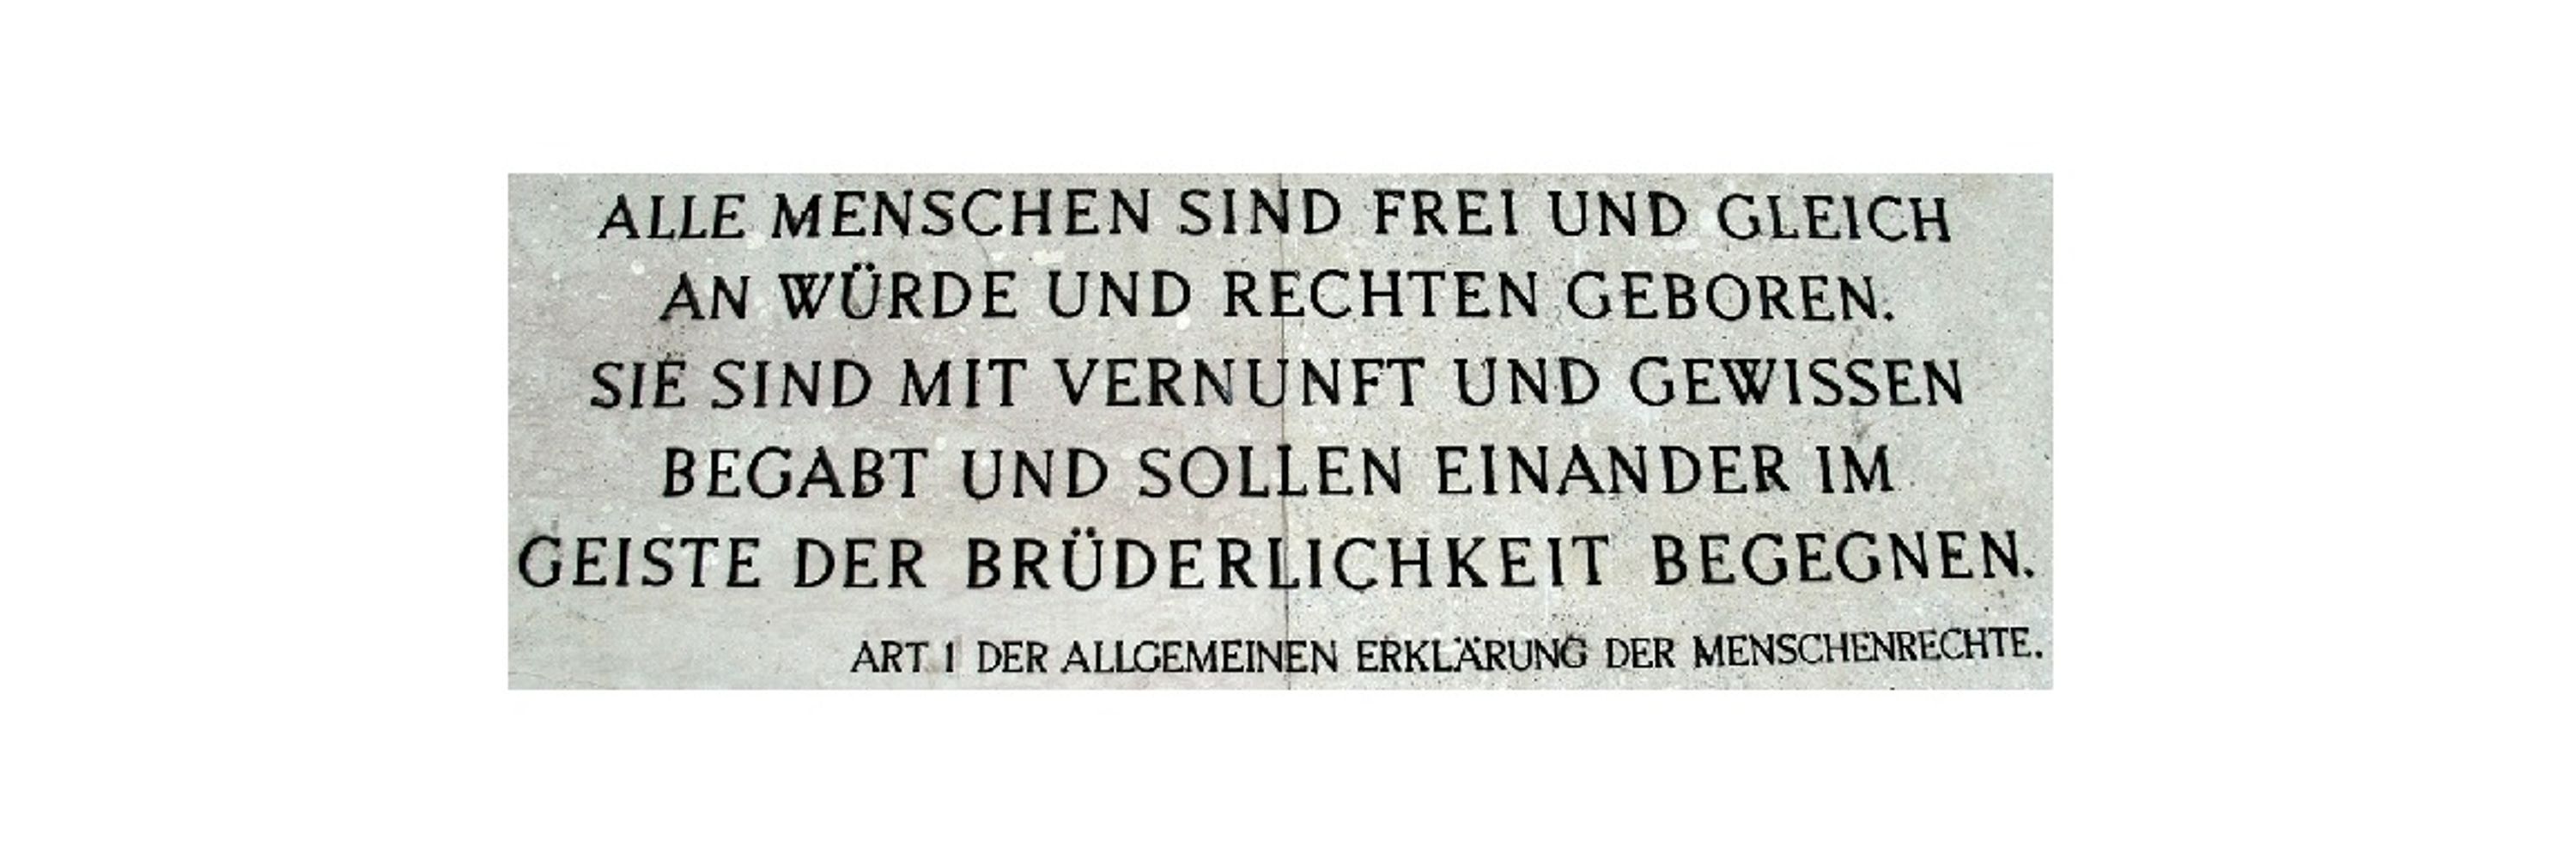 ALLE MENSCHEN SIND FREI UND GLEICH
AN WÜRDE UND RECHTEN GEBOREN.
SIE SIND MIT VERNUNFT UND GEWISSEN
BEGABT UND SOLLEN EINANDER IM
GEISTE DER BRÜDERLICHKEIT BEGEGNEN.
ART 1 DER ALLGEMEINEN ERKLÄRUNG DER MENSCHENRECHTE.